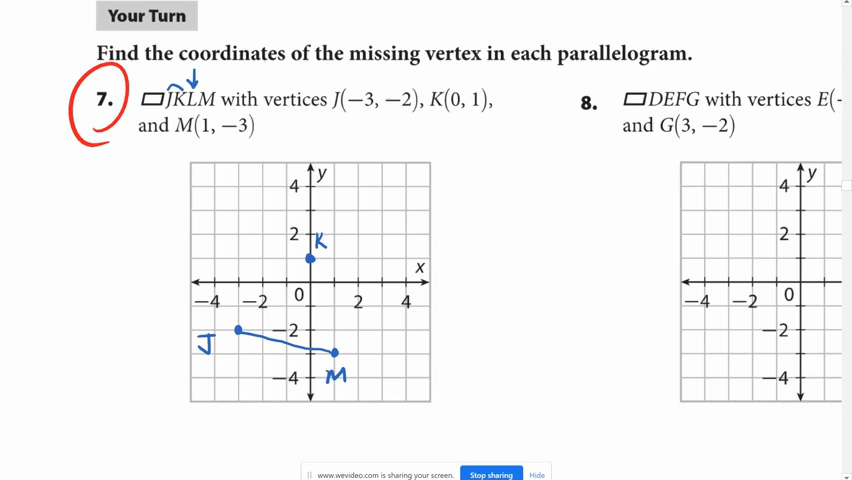 Your Turn
Find the coordinates of the missing vertex in each parallelogram.
7. ▱JKLM with vertices J(−3, −2), K(0, 1),
and M(1, −3)
8. ▱DEFG with vertices E(-
and G(3, −2)
y
4
2
K
x
−4 −2 0 2 4
−2
J
−4
M
y
4
2
−4 −2 0
−2
−4
www.wevideo.com is sharing your screen. Stop sharing Hide